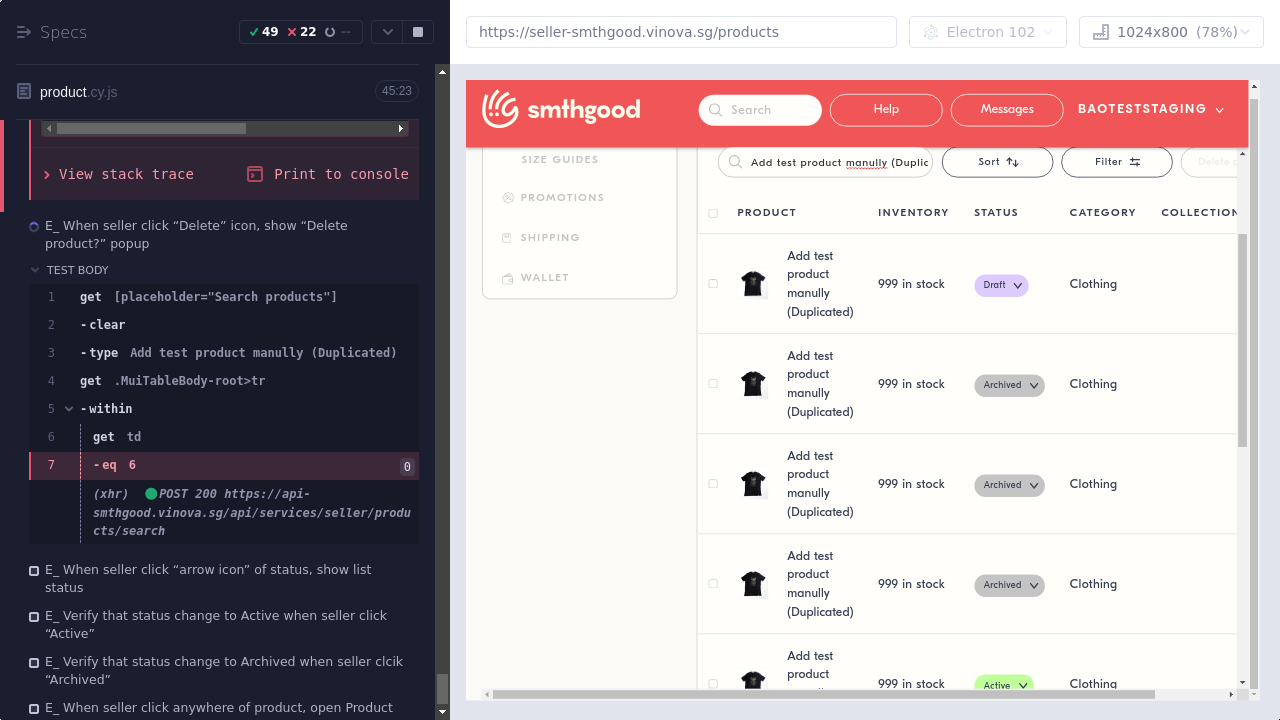 Specs
49 22 --
https://seller-smthgood.vinova.sg/products
Electron 102
1024x800 (78%)
product.cy.js
45:23
View stack trace
Print to console
E_ When seller click “Delete” icon, show “Delete
product?” popup
TEST BODY
1 get [placeholder="Search products"]
2 -clear
3 -type Add test product manully (Duplicated)
4 get .MuiTableBody-root>tr
5 -within
6 get td
7 -eq 6 0
(xhr) POST 200 https://api-
smthgood.vinova.sg/api/services/seller/produ
cts/search
E_ When seller click “arrow icon” of status, show list
status
E_ Verify that status change to Active when seller click
“Active”
E_ Verify that status change to Archived when seller clcik
“Archived”
E_ When seller click anywhere of product, open Product
smthgood
Search
Help
Messages
BAOTESTSTAGING
SIZE GUIDES
PROMOTIONS
SHIPPING
WALLET
Add test product manully (Duplic
Sort
Filter
Delete p
PRODUCT INVENTORY STATUS CATEGORY COLLECTION
Add test
product
manully
(Duplicated)
999 in stock
Draft
Clothing
Add test
product
manully
(Duplicated)
999 in stock
Archived
Clothing
Add test
product
manully
(Duplicated)
999 in stock
Archived
Clothing
Add test
product
manully
(Duplicated)
999 in stock
Archived
Clothing
Add test
product
999 in stock
Active
Clothing